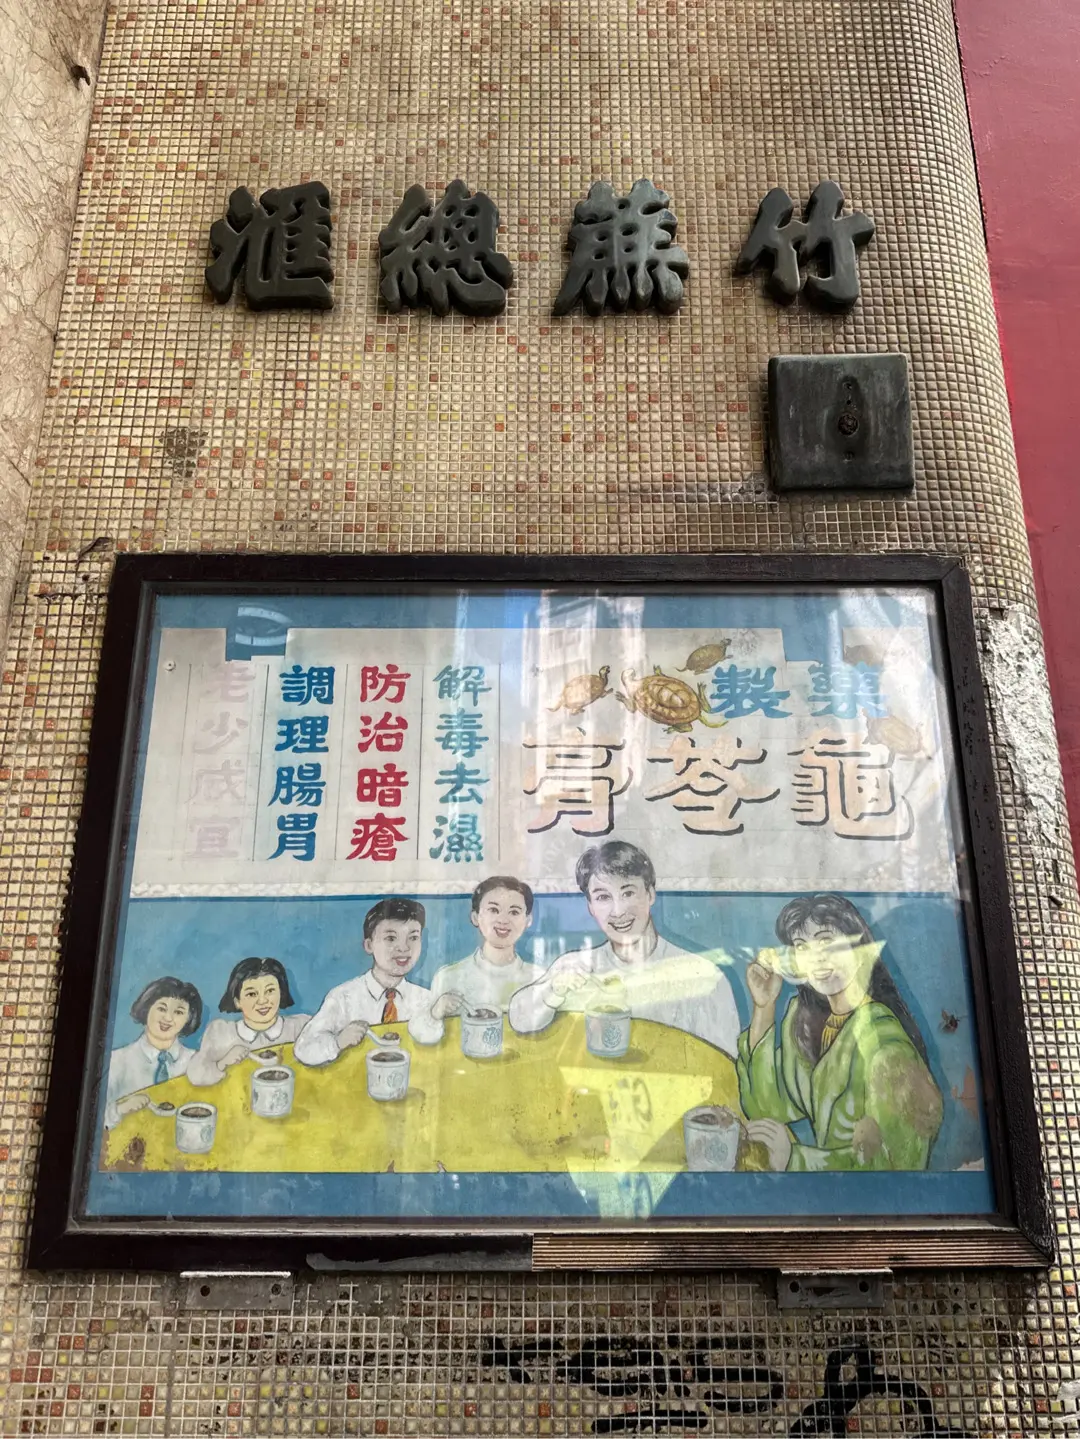 竹蔗總滙
藥製
龜苓膏
解毒去濕
防治暗瘡
調理腸胃
老少咸宜